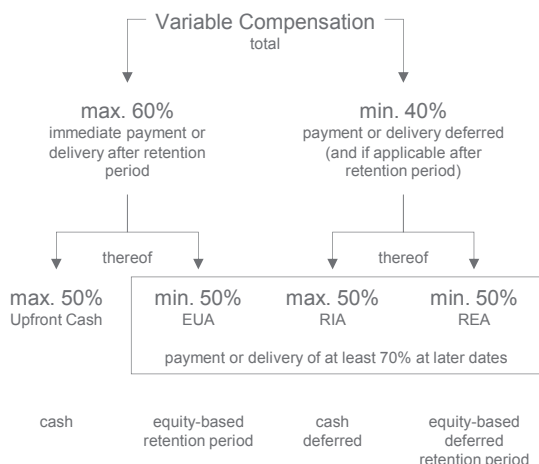 Variable Compensation
total
max. 60%
immediate payment or
delivery after retention
period
min. 40%
payment or delivery deferred
(and if applicable after
retention period)
thereof
thereof
max. 50%
Upfront Cash
min. 50%
EUA
max. 50%
RIA
min. 50%
REA
payment or delivery of at least 70% at later dates
cash
equity-based
retention period
cash
deferred
equity-based
deferred
retention period